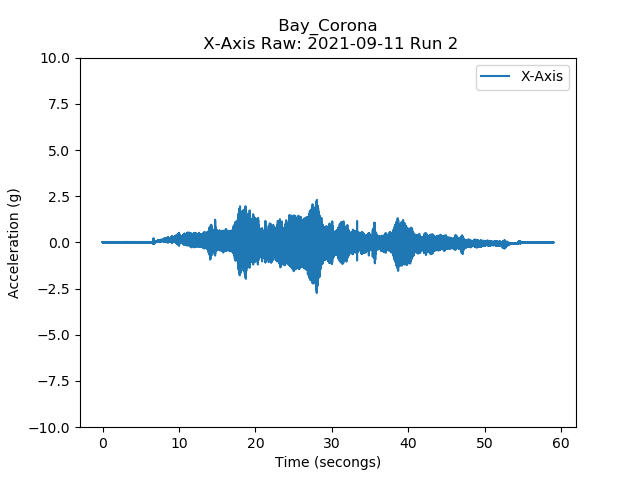 Bay_Corona
X-Axis Raw: 2021-09-11 Run 2
X-Axis
10.0
7.5
5.0
2.5
0.0
−2.5
−5.0
−7.5
−10.0
Acceleration (g)
0 10 20 30 40 50 60
Time (secongs)